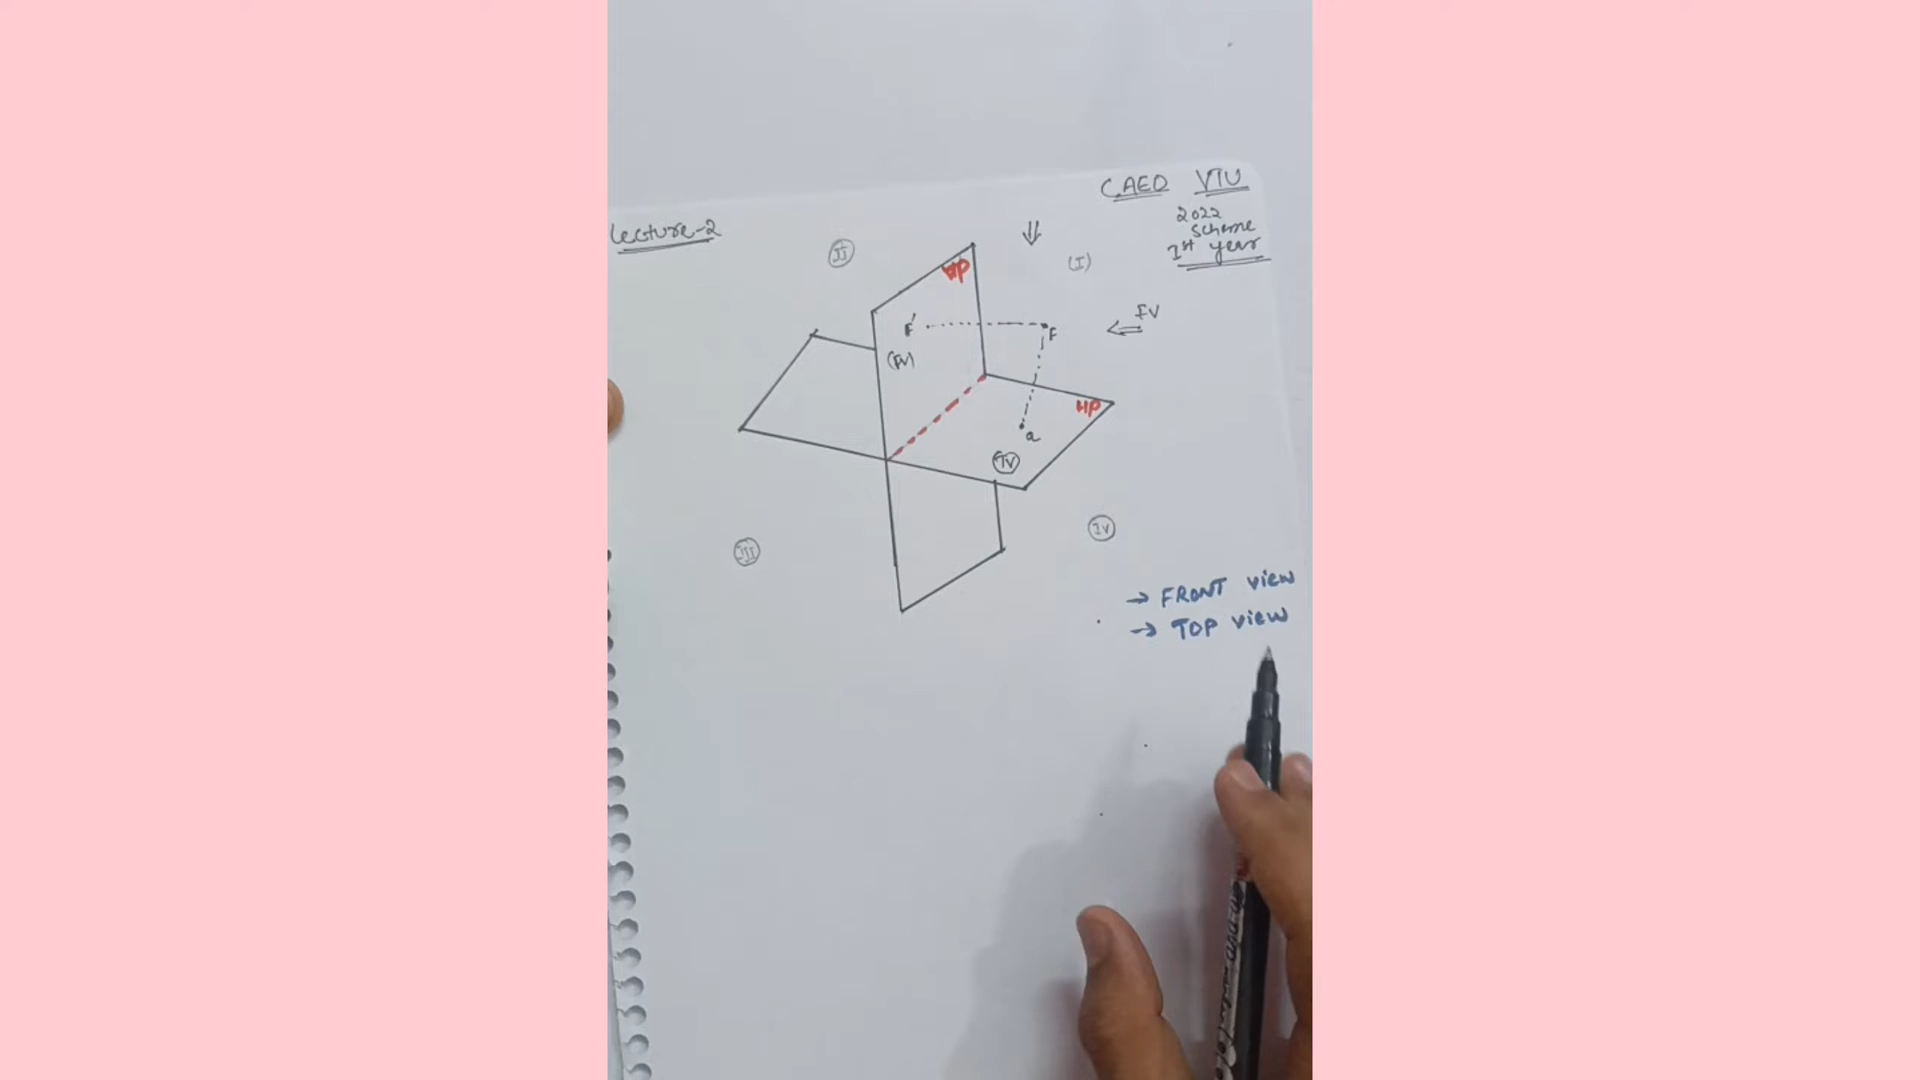 CAED VTU
Lecture-2
2022
scheme
1st year
II
(I)
FV
(FV)
HP
a
TV
III
IV
→ FRONT view
→ TOP view